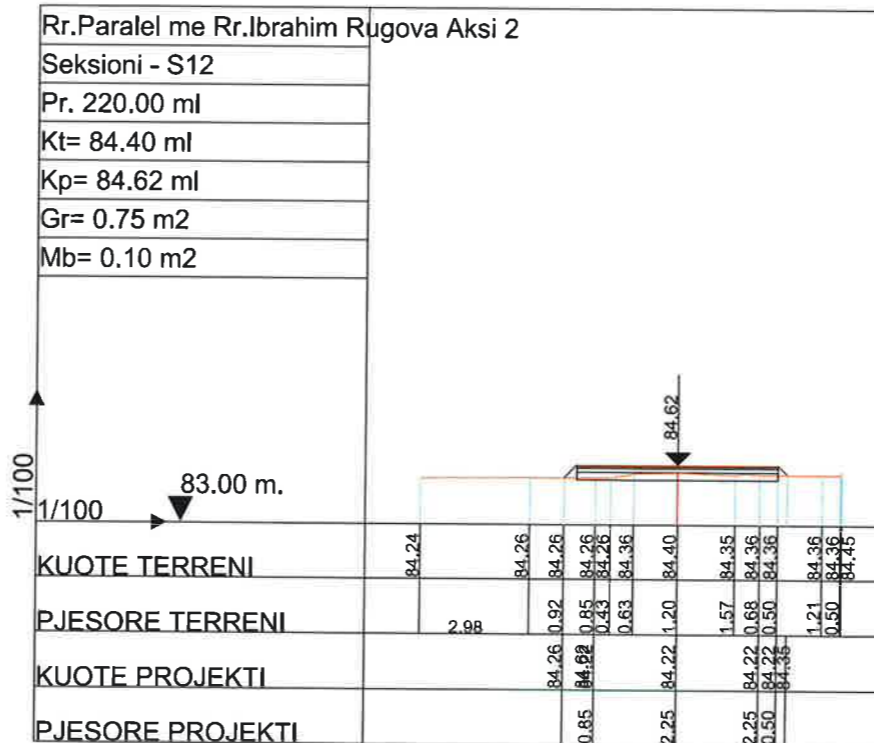 Rr.Paralel me Rr.Ibrahim Rugova Aksi 2
Seksioni - S12
Pr. 220.00 ml
Kt= 84.40 ml
Kp= 84.62 ml
Gr= 0.75 m2
Mb= 0.10 m2
84.62
1/100
83.00 m.
1/100
KUOTE TERRENI 84.24 84.26 84.26 84.26 84.26 84.36 84.40 84.35 84.36 84.36 84.36 84.36 84.45
PJESORE TERRENI 2.98 0.92 0.85 0.43 0.63 1.20 1.57 0.68 0.50 1.21 0.50
KUOTE PROJEKTI 84.26 84.22 84.22 84.22 84.35
PJESORE PROJEKTI 0.85 2.25 2.25 0.50